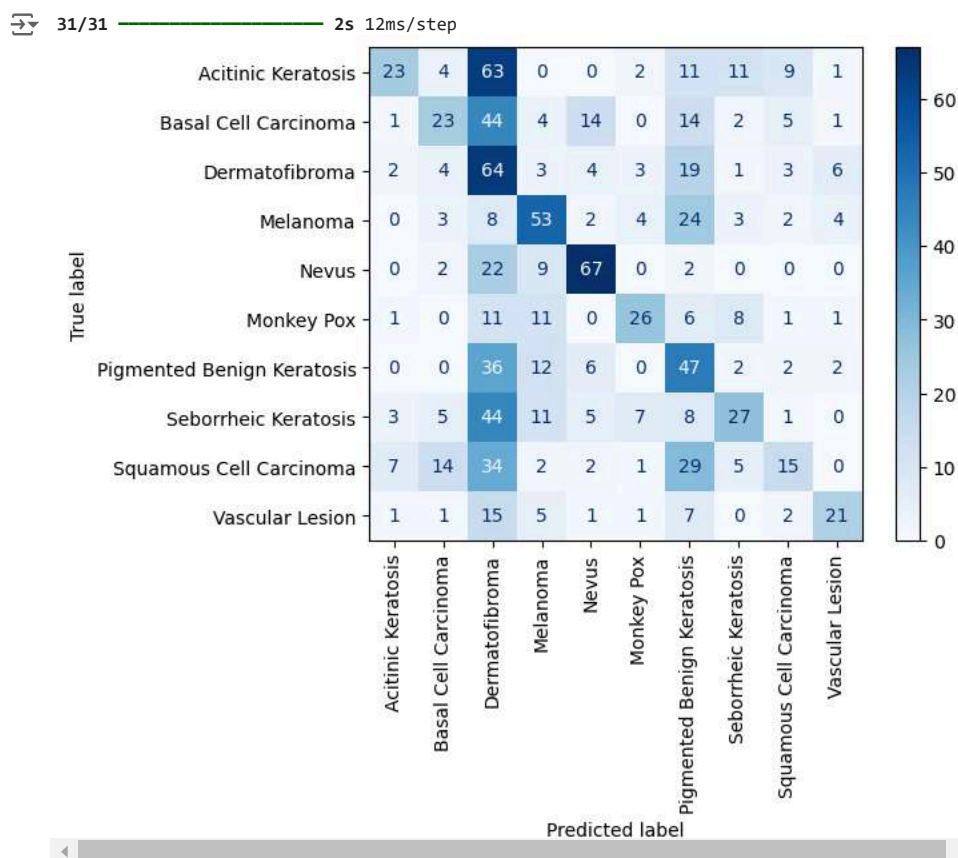 31/31 ━━━━━━━━━━━━━━━━━━━━ 2s 12ms/step
Acitinic Keratosis 23 4 63 0 0 2 11 11 9 1
Basal Cell Carcinoma 1 23 44 4 14 0 14 2 5 1
Dermatofibroma 2 4 64 3 4 3 19 1 3 6
Melanoma 0 3 8 53 2 4 24 3 2 4
Nevus 0 2 22 9 67 0 2 0 0 0
Monkey Pox 1 0 11 11 0 26 6 8 1 1
Pigmented Benign Keratosis 0 0 36 12 6 0 47 2 2 2
Seborrheic Keratosis 3 5 44 11 5 7 8 27 1 0
Squamous Cell Carcinoma 7 14 34 2 2 1 29 5 15 0
Vascular Lesion 1 1 15 5 1 1 7 0 2 21
True label
Acitinic Keratosis
Basal Cell Carcinoma
Dermatofibroma
Melanoma
Nevus
Monkey Pox
Pigmented Benign Keratosis
Seborrheic Keratosis
Squamous Cell Carcinoma
Vascular Lesion
Predicted label
60
50
40
30
20
10
0